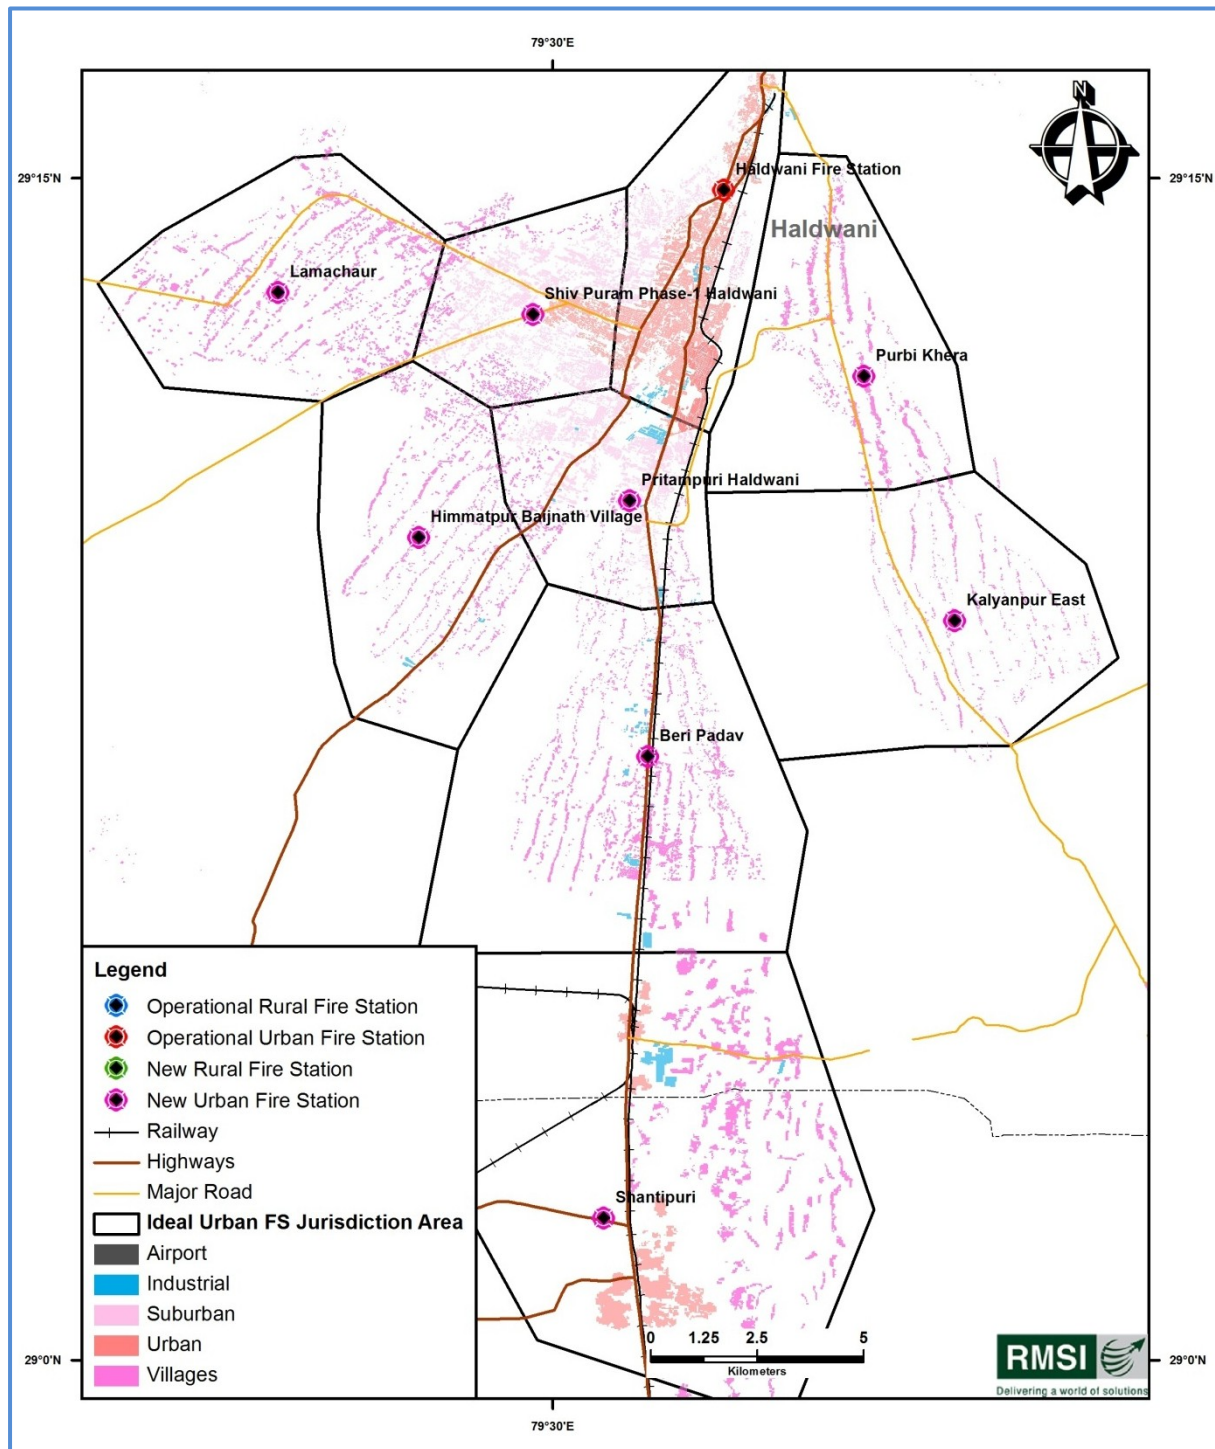 79°30'E
N
29°15'N
29°15'N
Haldwani Fire Station
Haldwani
Lamachaur
Shiv Puram Phase-1 Haldwani
Purbi Khera
Pritampuri Haldwani
Himmatpur Baijnath Village
Kalyanpur East
Beri Padav
Legend
Operational Rural Fire Station
Operational Urban Fire Station
New Rural Fire Station
New Urban Fire Station
Railway
Highways
Major Road
Ideal Urban FS Jurisdiction Area
Airport
Industrial
Suburban
Urban
Villages
Shantipuri
0 1.25 2.5 5
Kilometers
29°0'N
29°0'N
RMSI
Delivering a world of solutions
79°30'E